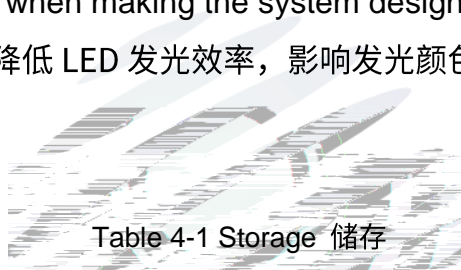 when making the system design
降低 LED 发光效率，影响发光颜色
Table 4-1 Storage 储存